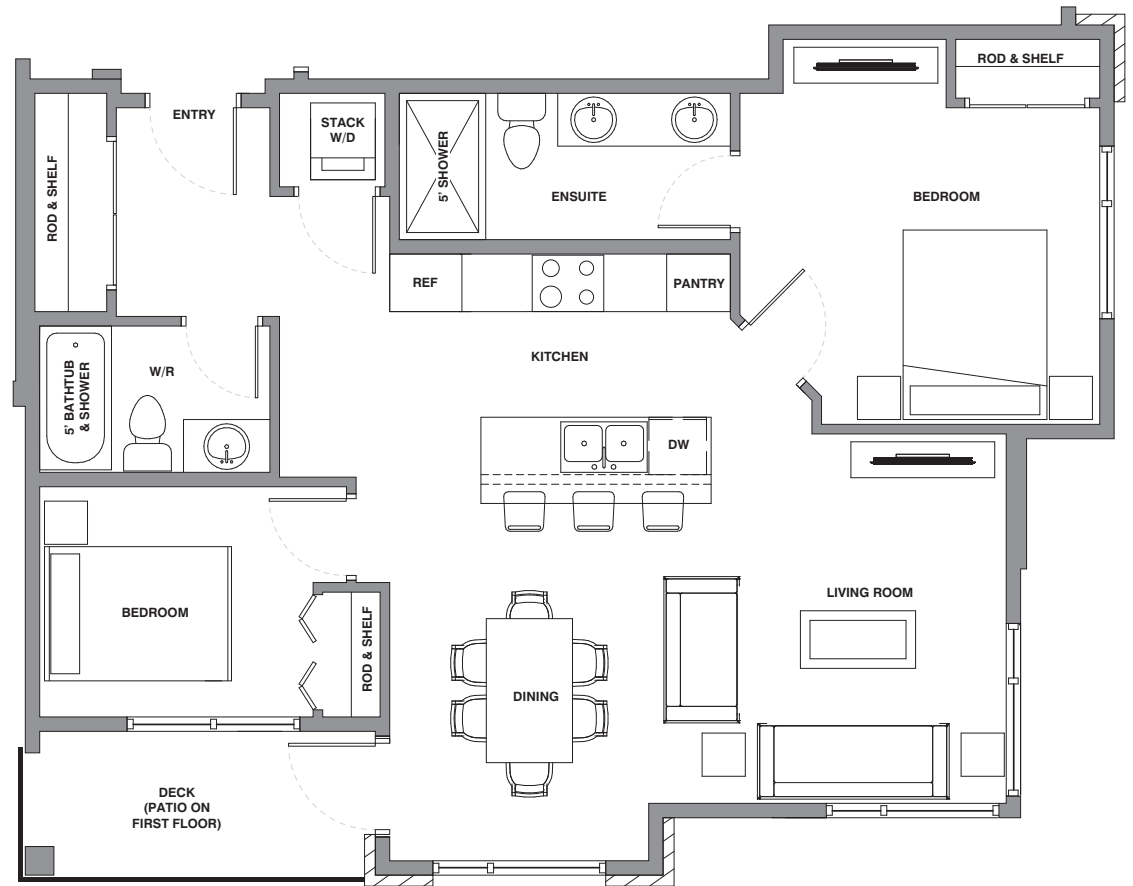 ROD & SHELF
ENTRY
STACK
W/D
5' SHOWER
ENSUITE
BEDROOM
ROD & SHELF
REF
PANTRY
KITCHEN
5' BATHTUB
& SHOWER
W/R
DW
BEDROOM
ROD & SHELF
DINING
LIVING ROOM
DECK
(PATIO ON
FIRST FLOOR)